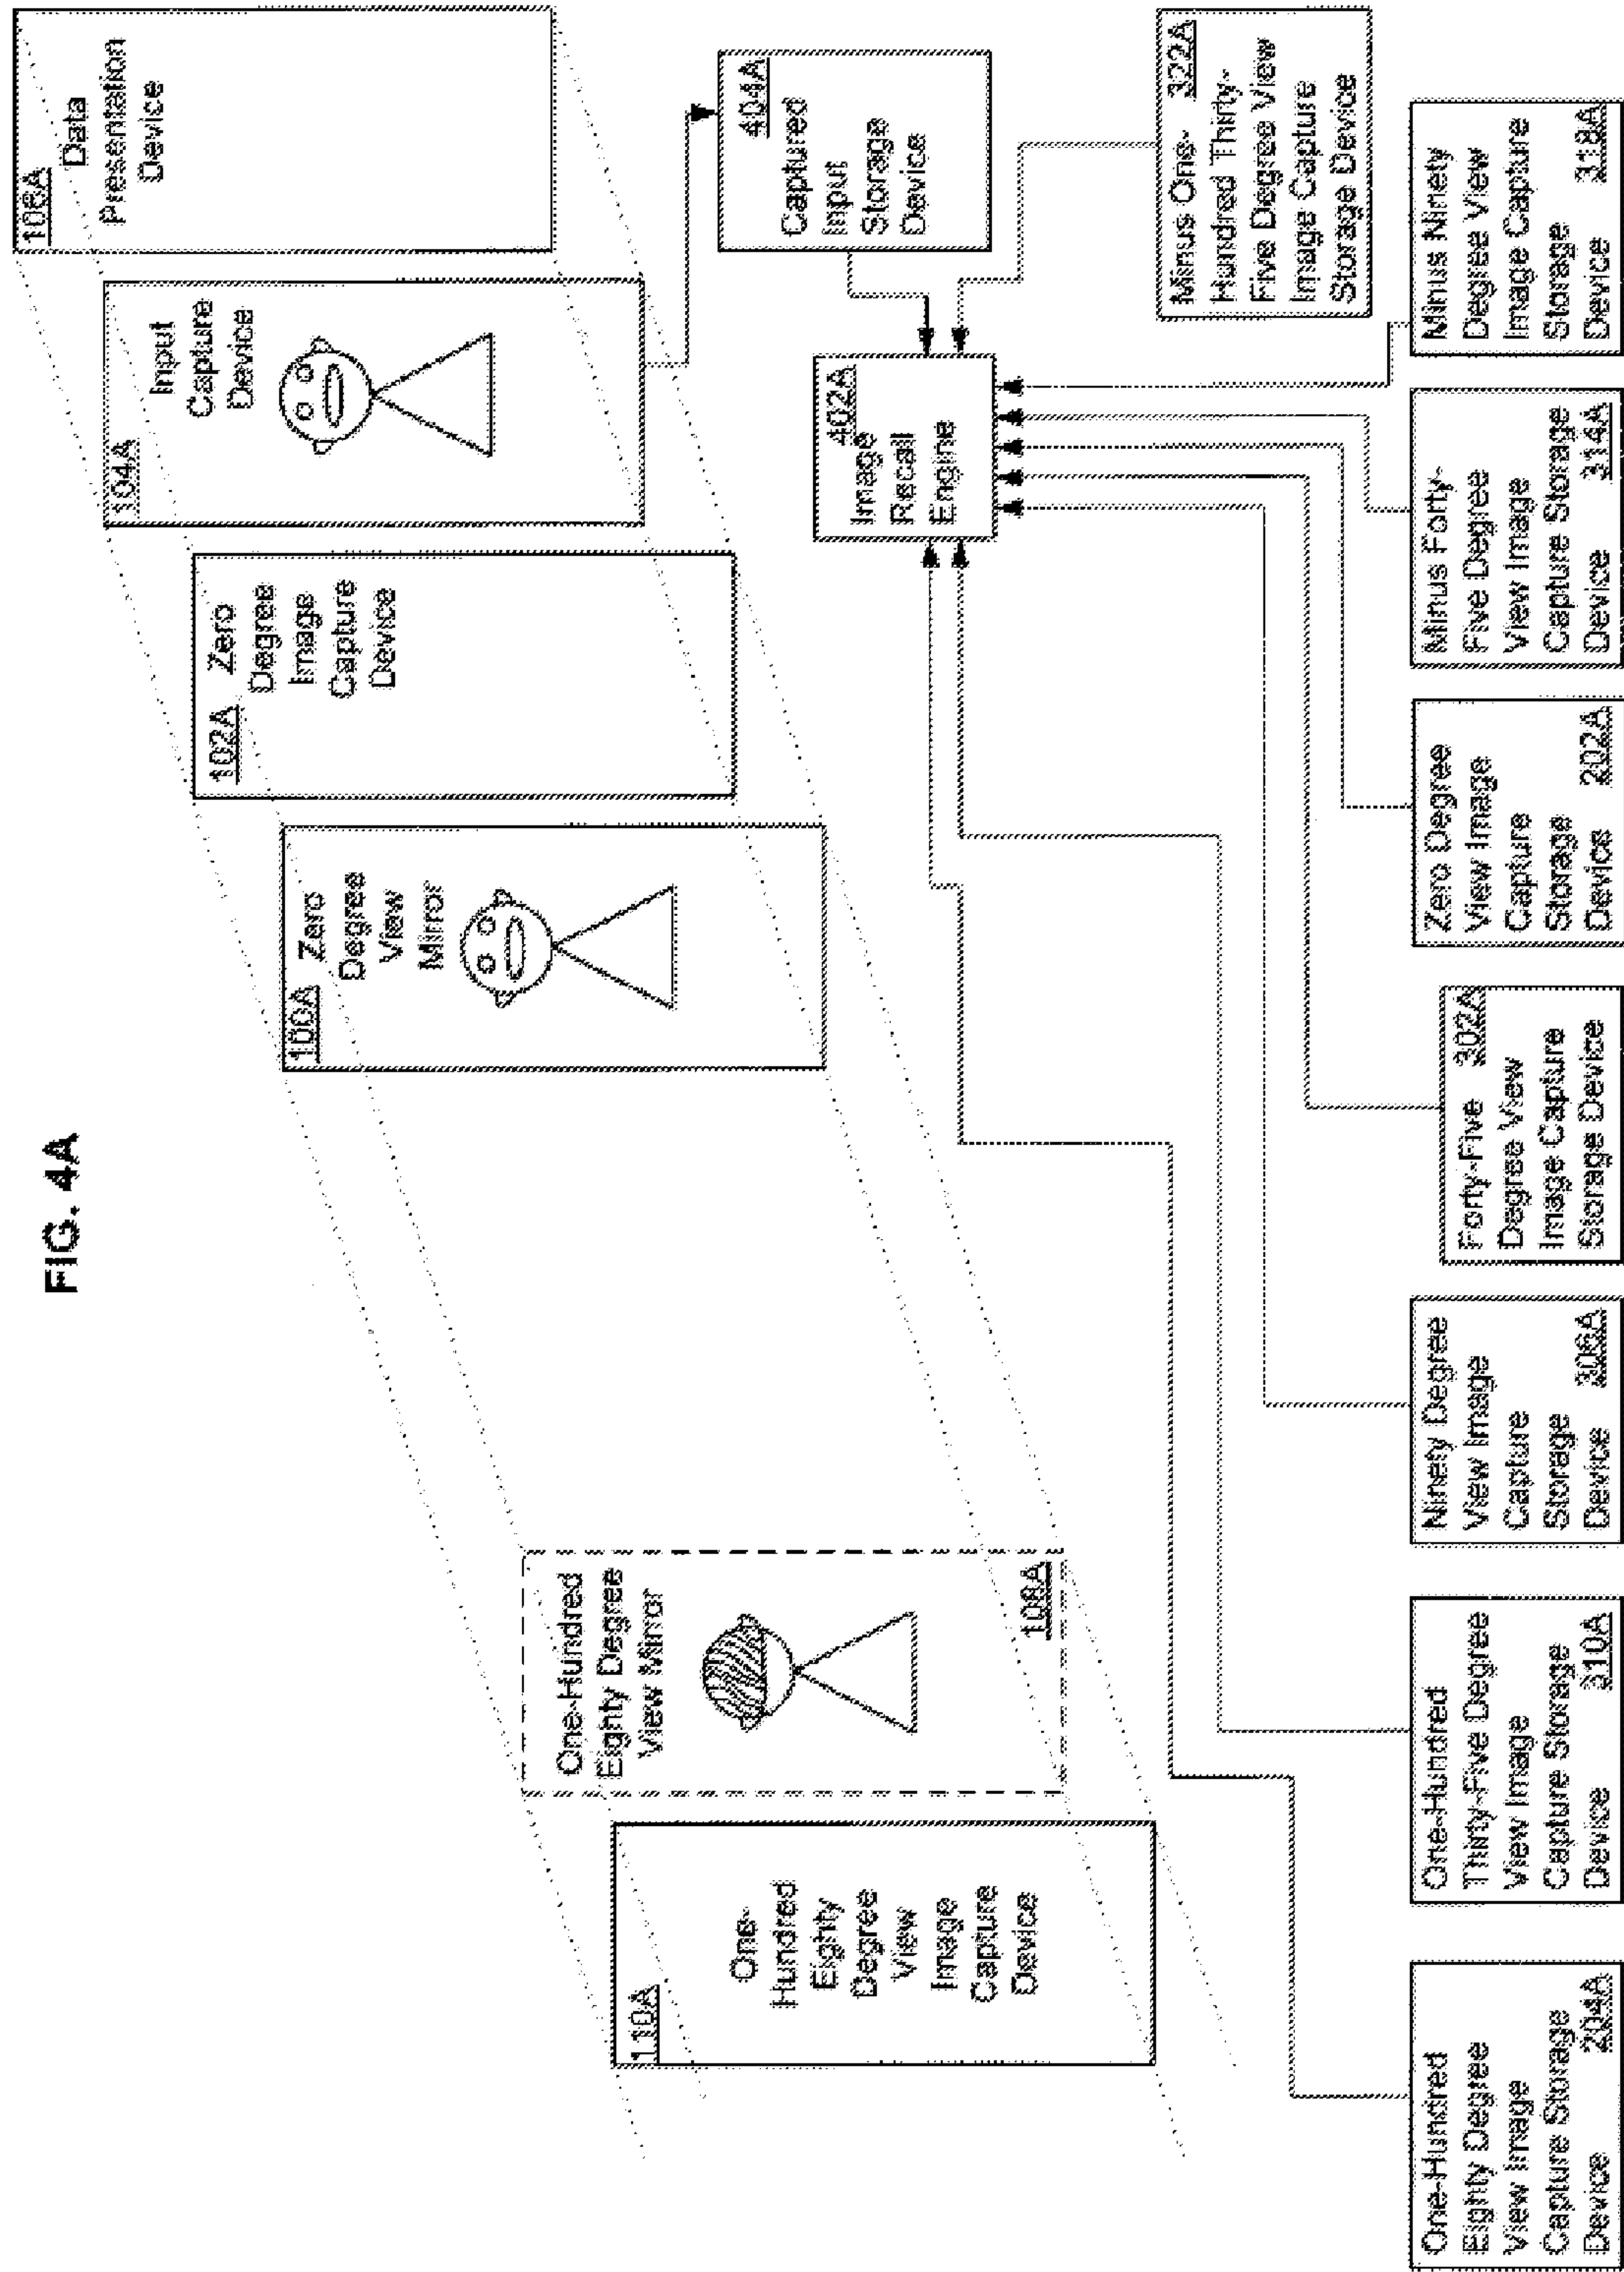 FIG. 4A
110A
One-
Hundred
Eighty
Degree
View
Image
Capture
Device
One-Hundred
Eighty Degree
View Mirror
108A
100A Zero
Degree
View
Mirror
102A Zero
Degree
Image
Capture
Device
104A
Input
Capture
Device
106A
Data
Presentation
Device
404A
Captured
Input
Storage
Device
402A
Image
Recall
Engine
Minus One- 322A
Hundred Thirty-
Five Degree View
Image Capture
Storage Device
One-Hundred
Eighty Degree
View Image
Capture Storage
Device 204A
One-Hundred
Thirty-Five Degree
View Image
Capture Storage
Device 310A
Ninety Degree
View Image
Capture
Storage
Device 306A
Forty-Five 302A
Degree View
Image Capture
Storage Device
Zero Degree
View Image
Capture
Storage
Device 202A
Minus Forty-
Five Degree
View Image
Capture Storage
Device 314A
Minus Ninety
Degree View
Image Capture
Storage
Device 318A